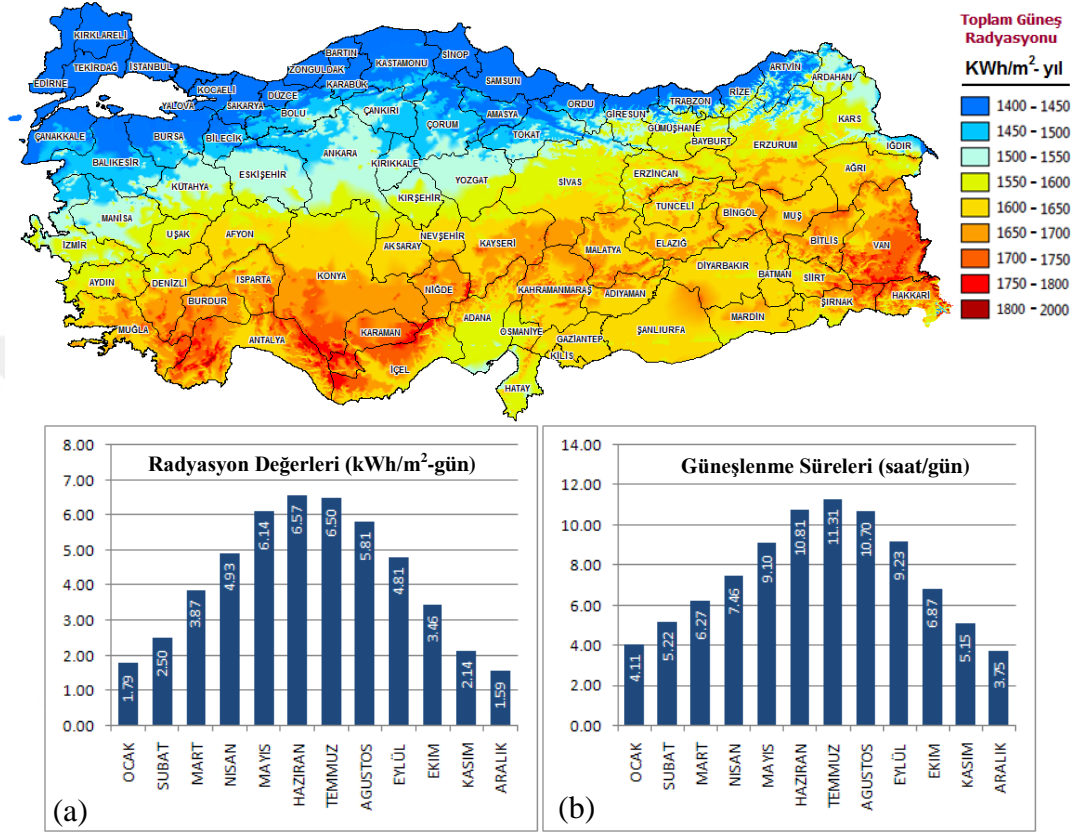 Toplam Güneş
Radyasyonu
KWh/m²- yıl
1400 - 1450
1450 - 1500
1500 - 1550
1550 - 1600
1600 - 1650
1650 - 1700
1700 - 1750
1750 - 1800
1800 - 2000
KIRKLARELİ
TEKİRDAĞ
İSTANBUL
EDİRNE
KOCAELİ
YALOVA
SAKARYA
DÜZCE
ZONGULDAK
BARTIN
KARABÜK
KASTAMONU
SİNOP
SAMSUN
ORDU
GİRESUN
TRABZON
RİZE
ARTVİN
ARDAHAN
ÇANAKKALE
BURSA
BİLECİK
BOLU
ÇANKIRI
ÇORUM
AMASYA
TOKAT
GÜMÜŞHANE
BAYBURT
ERZURUM
KARS
IĞDIR
BALIKESİR
KÜTAHYA
ESKİŞEHİR
ANKARA
KIRIKKALE
YOZGAT
SİVAS
ERZİNCAN
AĞRI
MANİSA
UŞAK
AFYON
KIRŞEHİR
NEVŞEHİR
AKSARAY
KAYSERİ
MALATYA
TUNCELİ
ELAZIĞ
BİNGÖL
MUŞ
BİTLİS
VAN
İZMİR
AYDIN
DENİZLİ
ISPARTA
BURDUR
KONYA
NİĞDE
KAHRAMANMARAŞ
ADIYAMAN
DİYARBAKIR
BATMAN
SİİRT
ŞIRNAK
HAKKARİ
MUĞLA
ANTALYA
KARAMAN
İÇEL
ADANA
OSMANİYE
GAZİANTEP
KİLİS
ŞANLIURFA
MARDİN
HATAY
Radyasyon Değerleri (kWh/m²-gün)
8.00
7.00
6.00
5.00
4.00
3.00
2.00
1.00
0.00
1.79
2.50
3.87
4.93
6.14
6.57
6.50
5.81
4.81
3.46
2.14
1.59
OCAK
SUBAT
MART
NISAN
MAYIS
HAZIRAN
TEMMUZ
AGUSTOS
EYLÜL
EKIM
KASIM
ARALIK
(a)
Güneşlenme Süreleri (saat/gün)
14.00
12.00
10.00
8.00
6.00
4.00
2.00
0.00
4.11
5.22
6.27
7.46
9.10
10.81
11.31
10.70
9.23
6.87
5.15
3.75
OCAK
SUBAT
MART
NISAN
MAYIS
HAZIRAN
TEMMUZ
AGUSTOS
EYLÜL
EKIM
KASIM
ARALIK
(b)